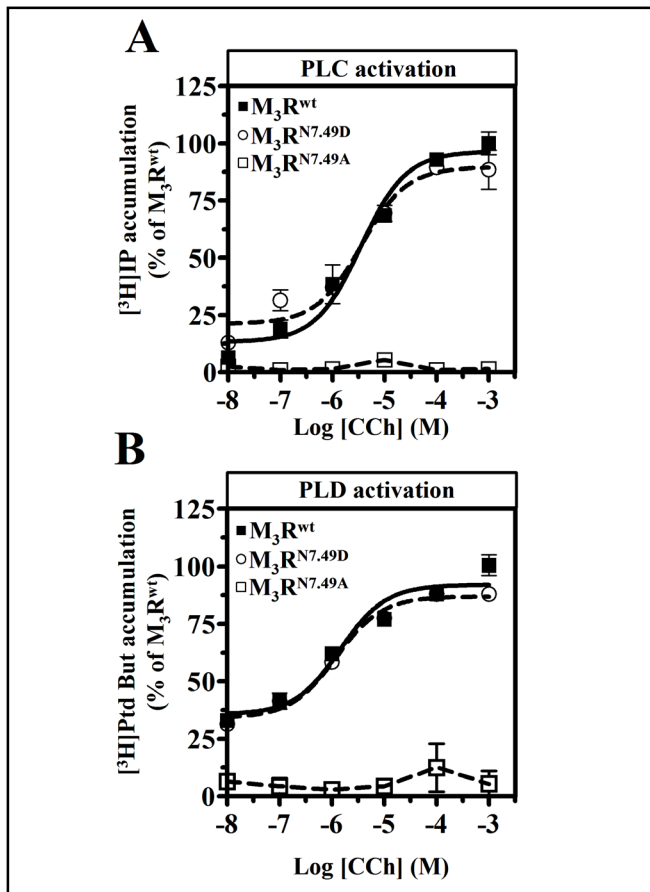 A
PLC activation
[³H]IP accumulation
(% of M₃Rʷᵗ)
125
100
75
50
25
0
M₃Rʷᵗ
M₃Rᴺ⁷·⁴⁹ᴰ
M₃Rᴺ⁷·⁴⁹ᴬ
-8 -7 -6 -5 -4 -3
Log [CCh] (M)
B
PLD activation
[³H]Ptd But accumulation
(% of M₃Rʷᵗ)
125
100
75
50
25
0
M₃Rʷᵗ
M₃Rᴺ⁷·⁴⁹ᴰ
M₃Rᴺ⁷·⁴⁹ᴬ
-8 -7 -6 -5 -4 -3
Log [CCh] (M)